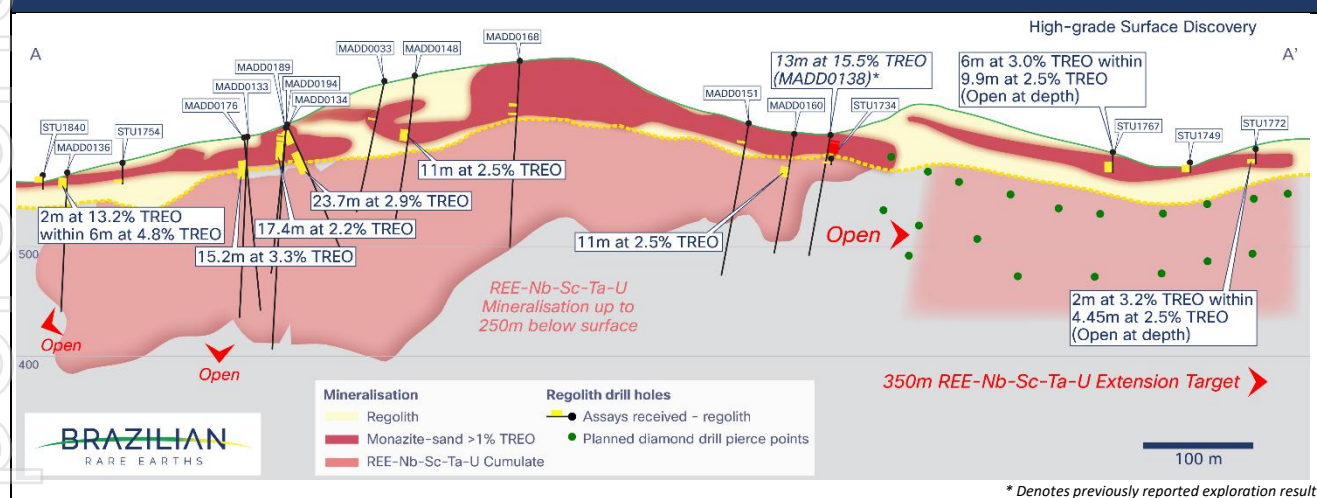 High-grade Surface Discovery
A
A'
MADD0168
MADD0033
MADD0148
MADD0189
MADD0194
MADD0133
MADD0134
MADD0176
STU1840
STU1754
MADD0136
MADD0151
MADD0160
STU1734
STU1767
STU1749
STU1772
13m at 15.5% TREO
(MADD0138)*
6m at 3.0% TREO within
9.9m at 2.5% TREO
(Open at depth)
11m at 2.5% TREO
23.7m at 2.9% TREO
2m at 13.2% TREO
within 6m at 4.8% TREO
17.4m at 2.2% TREO
15.2m at 3.3% TREO
11m at 2.5% TREO
Open
500
REE-Nb-Sc-Ta-U
Mineralisation up to
250m below surface
2m at 3.2% TREO within
4.45m at 2.5% TREO
(Open at depth)
Open
Open
400
350m REE-Nb-Sc-Ta-U Extension Target
Mineralisation
Regolith
Monazite-sand >1% TREO
REE-Nb-Sc-Ta-U Cumulate
Regolith drill holes
Assays received - regolith
Planned diamond drill pierce points
BRAZILIAN
RARE EARTHS
100 m
* Denotes previously reported exploration result